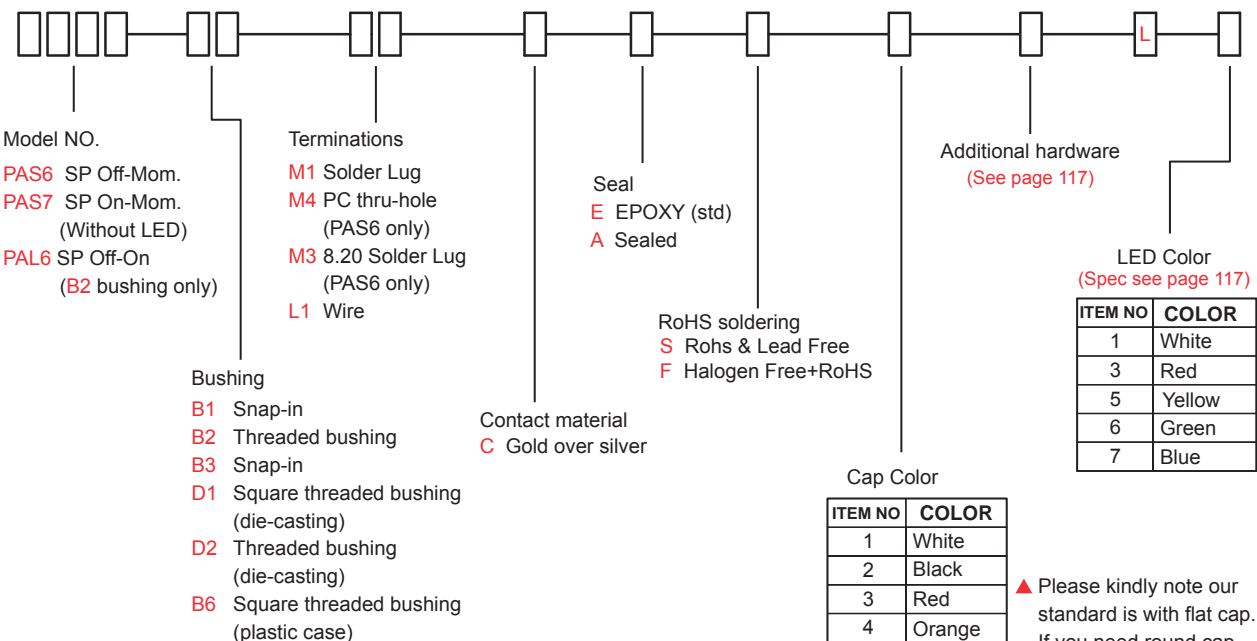 L
Model NO.
PAS6 SP Off-Mom.
PAS7 SP On-Mom.
(Without LED)
PAL6 SP Off-On
(B2 bushing only)
Bushing
B1 Snap-in
B2 Threaded bushing
B3 Snap-in
D1 Square threaded bushing
(die-casting)
D2 Threaded bushing
(die-casting)
B6 Square threaded bushing
(plastic case)
Terminations
M1 Solder Lug
M4 PC thru-hole
(PAS6 only)
M3 8.20 Solder Lug
(PAS6 only)
L1 Wire
Contact material
C Gold over silver
Seal
E EPOXY (std)
A Sealed
RoHS soldering
S Rohs & Lead Free
F Halogen Free+RoHS
Cap Color
ITEM NO COLOR
1 White
2 Black
3 Red
4 Orange
▲ Please kindly note our
standard is with flat cap.
If you need round cap
Additional hardware
(See page 117)
LED Color
(Spec see page 117)
ITEM NO COLOR
1 White
3 Red
5 Yellow
6 Green
7 Blue